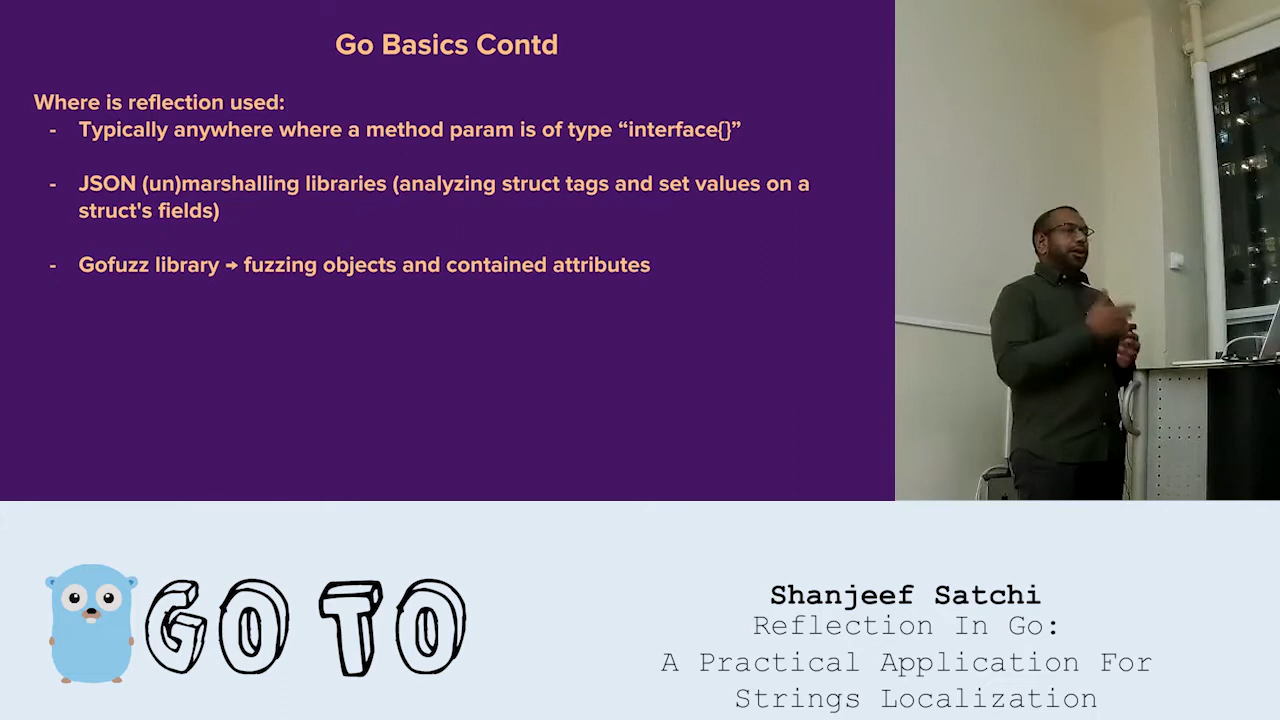 Go Basics Contd
Where is reflection used:
- Typically anywhere where a method param is of type “interface{}”
- JSON (un)marshalling libraries (analyzing struct tags and set values on a
struct's fields)
- Gofuzz library → fuzzing objects and contained attributes
GO TO
Shanjeef Satchi
Reflection In Go:
A Practical Application For
Strings Localization